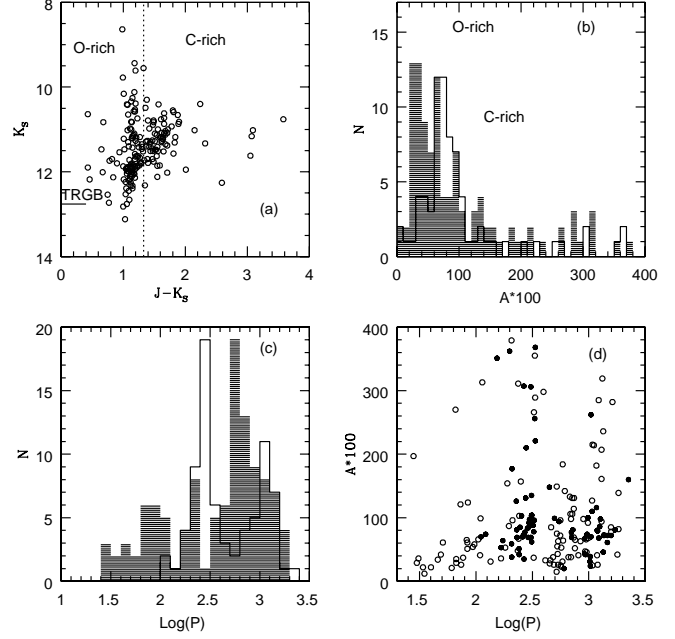 8
10
12
14
K_S
O-rich
C-rich
TRGB
(a)
0 1 2 3 4
J-K_S
15
10
5
0
N
O-rich
(b)
C-rich
0 100 200 300 400
A*100
20
15
10
5
0
N
(c)
1 1.5 2 2.5 3 3.5
Log(P)
400
300
200
100
0
A*100
(d)
1.5 2 2.5 3 3.5
Log(P)